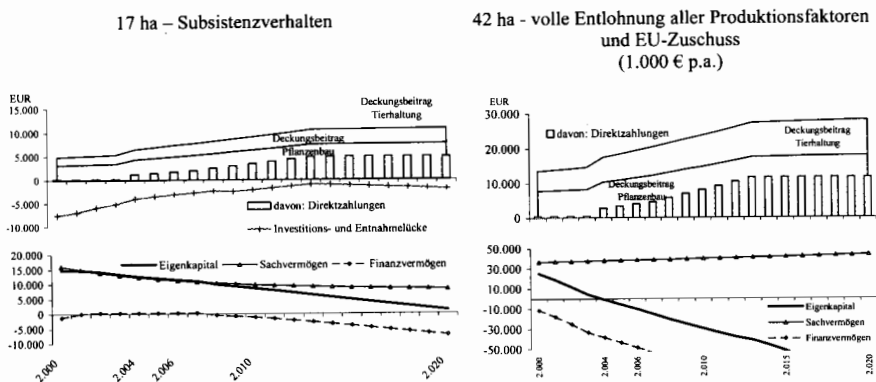 17 ha – Subsistenzverhalten
EUR
15.000
10.000
5.000
0
-5.000
-10.000
Deckungsbeitrag
Tierhaltung
Deckungsbeitrag
Pflanzenbau
davon: Direktzahlungen
Investitions- und Entnahmelücke
20.000
15.000
10.000
5.000
0
-5.000
-10.000
Eigenkapital
Sachvermögen
Finanzvermögen
2.000
2.004
2.006
2.010
2.020
42 ha - volle Entlohnung aller Produktionsfaktoren
und EU-Zuschuss
(1.000 € p.a.)
EUR
30.000
20.000
10.000
0
davon: Direktzahlungen
Deckungsbeitrag
Tierhaltung
Deckungsbeitrag
Pflanzenbau
50.000
30.000
10.000
-10.000
-30.000
-50.000
Eigenkapital
Sachvermögen
Finanzvermögen
2.000
2.004
2.006
2.010
2.015
2.020